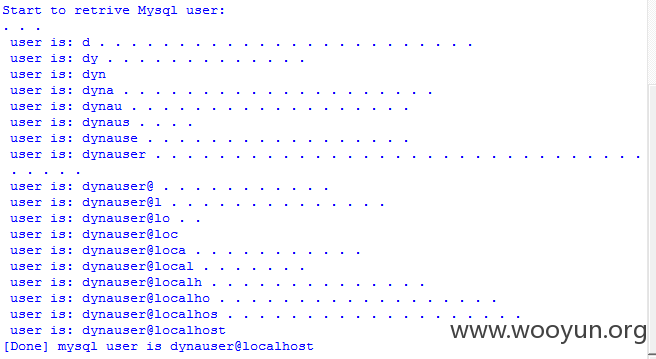 Start to retrive Mysql user:
. . .
user is: d . . . . . . . . . . . . . . . . . . . . . . . .
user is: dy . . . . . . . . . . . . .
user is: dyn
user is: dyna . . . . . . . . . . . . . . . . . . . .
user is: dynau . . . . . . . . . . . . . . . . . .
user is: dynaus . . . .
user is: dynause . . . . . . . . . . . . . . . . .
user is: dynauser . . . . . . . . . . . . . . . . . . . . . . . . . . . . . . .
. . . . .
user is: dynauser@ . . . . . . . . . . .
user is: dynauser@l . . . . . . . . . . . . . .
user is: dynauser@lo . .
user is: dynauser@loc
user is: dynauser@loca . . . . . . . . . . .
user is: dynauser@local . . . . . . .
user is: dynauser@localh . . . . . . . . . . . . . .
user is: dynauser@localho . . . . . . . . . . . . . . . . . .
user is: dynauser@localhos . . . . . . . . . . . . . . . . . . .
user is: dynauser@localhost
[Done] mysql user is dynauser@localhost
www.wooyun.org